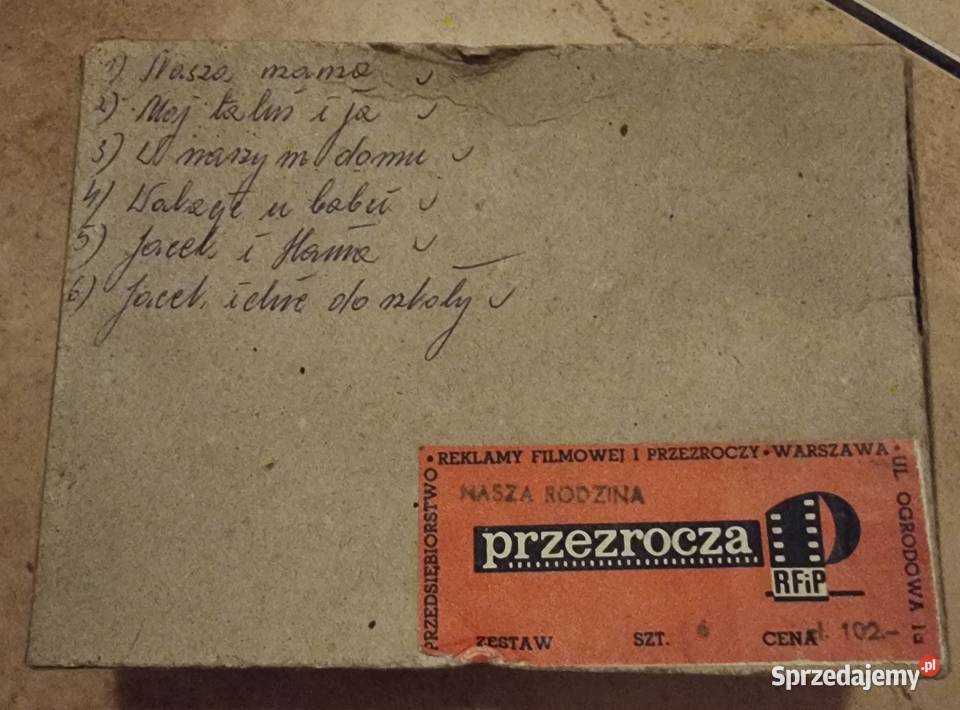 1) Nasza mama
2) Mój tatuś i ja
3) W naszym domu
4) Wakacje u babci
5) Jacek i Hania
6) Jacek idzie do szkoły
PRZEDSIĘBIORSTWO • REKLAMY FILMOWEJ I PRZEZROCZY • WARSZAWA • UL OGRODOWA 1a
NASZA RODZINA
przezrocza
RFiP
ZESTAW SZT. 6 CENA zł. 102.-
Sprzedajemy.pl